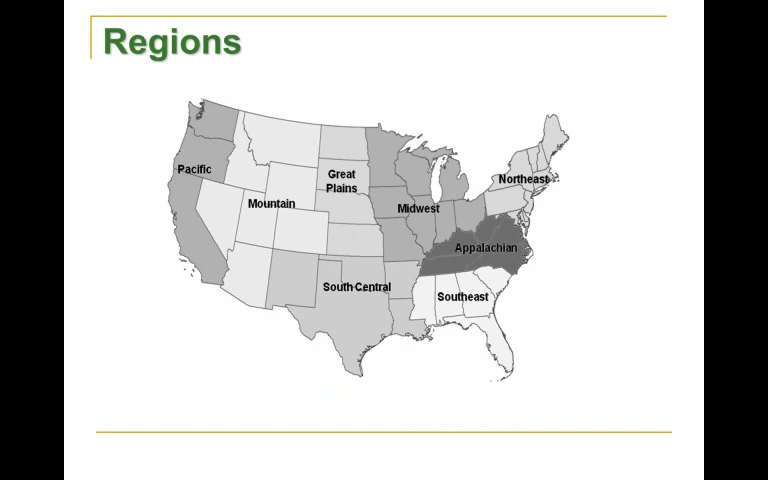 Regions
Pacific
Great
Plains
Northeast
Mountain
Midwest
Appalachian
South Central
Southeast